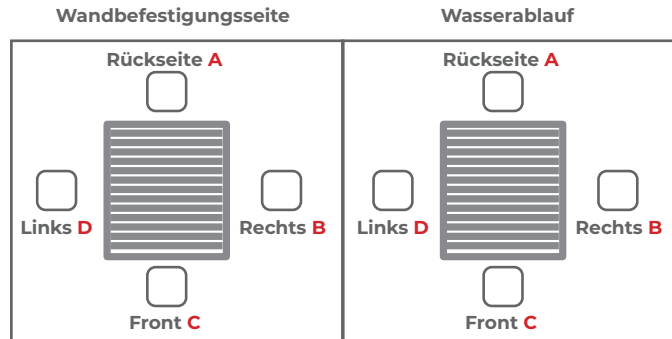 Wandbefestigungsseite Wasserablauf
Rückseite A Rückseite A
Links D Rechts B Links D Rechts B
Front C Front C